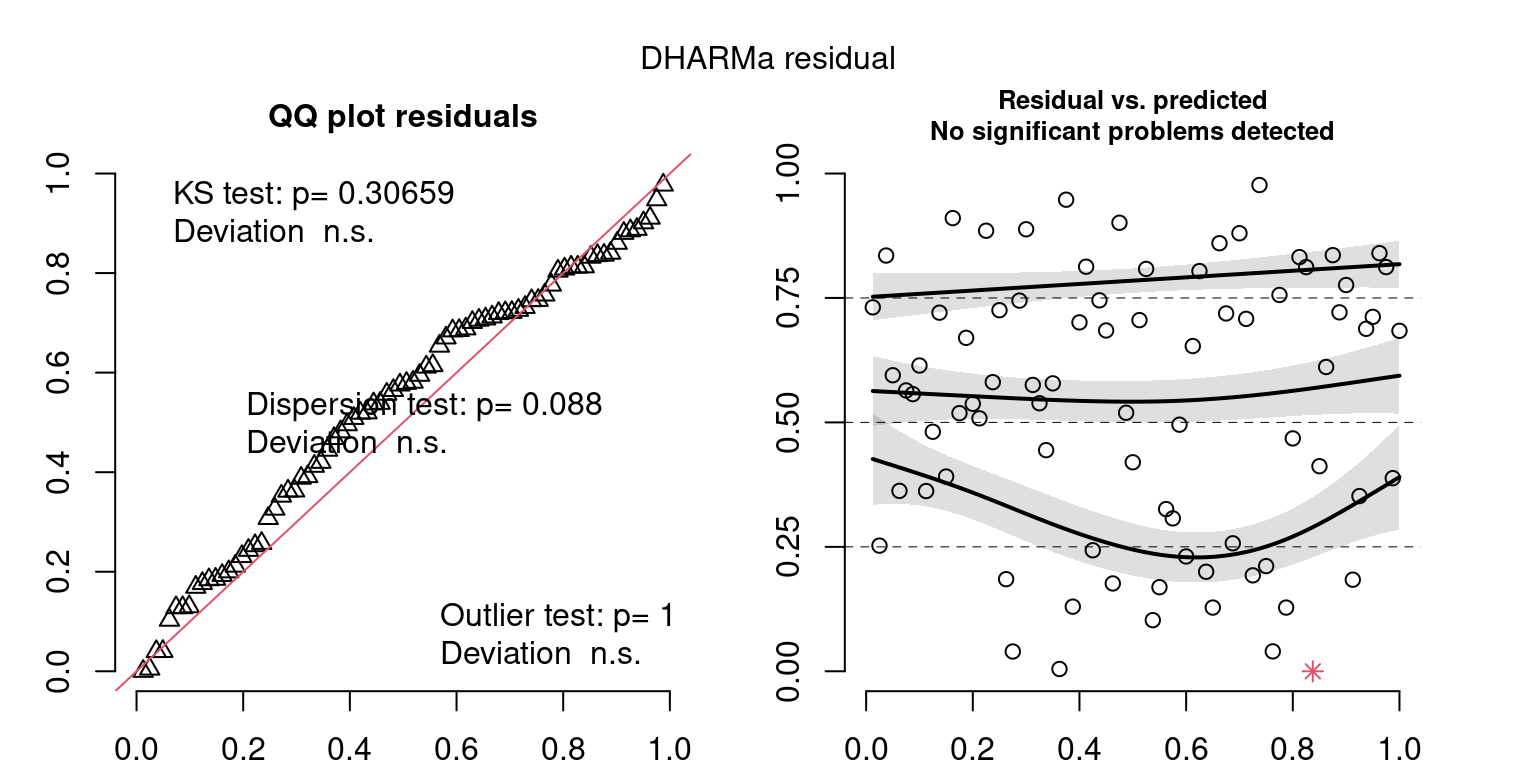 DHARMa residual
QQ plot residuals
KS test: p= 0.30659
Deviation  n.s.
Dispersion test: p= 0.088
Deviation  n.s.
Outlier test: p= 1
Deviation  n.s.
1.0
0.8
0.6
0.4
0.2
0.0
0.0 0.2 0.4 0.6 0.8 1.0
Residual vs. predicted
No significant problems detected
1.00
0.75
0.50
0.25
0.00
0.0 0.2 0.4 0.6 0.8 1.0